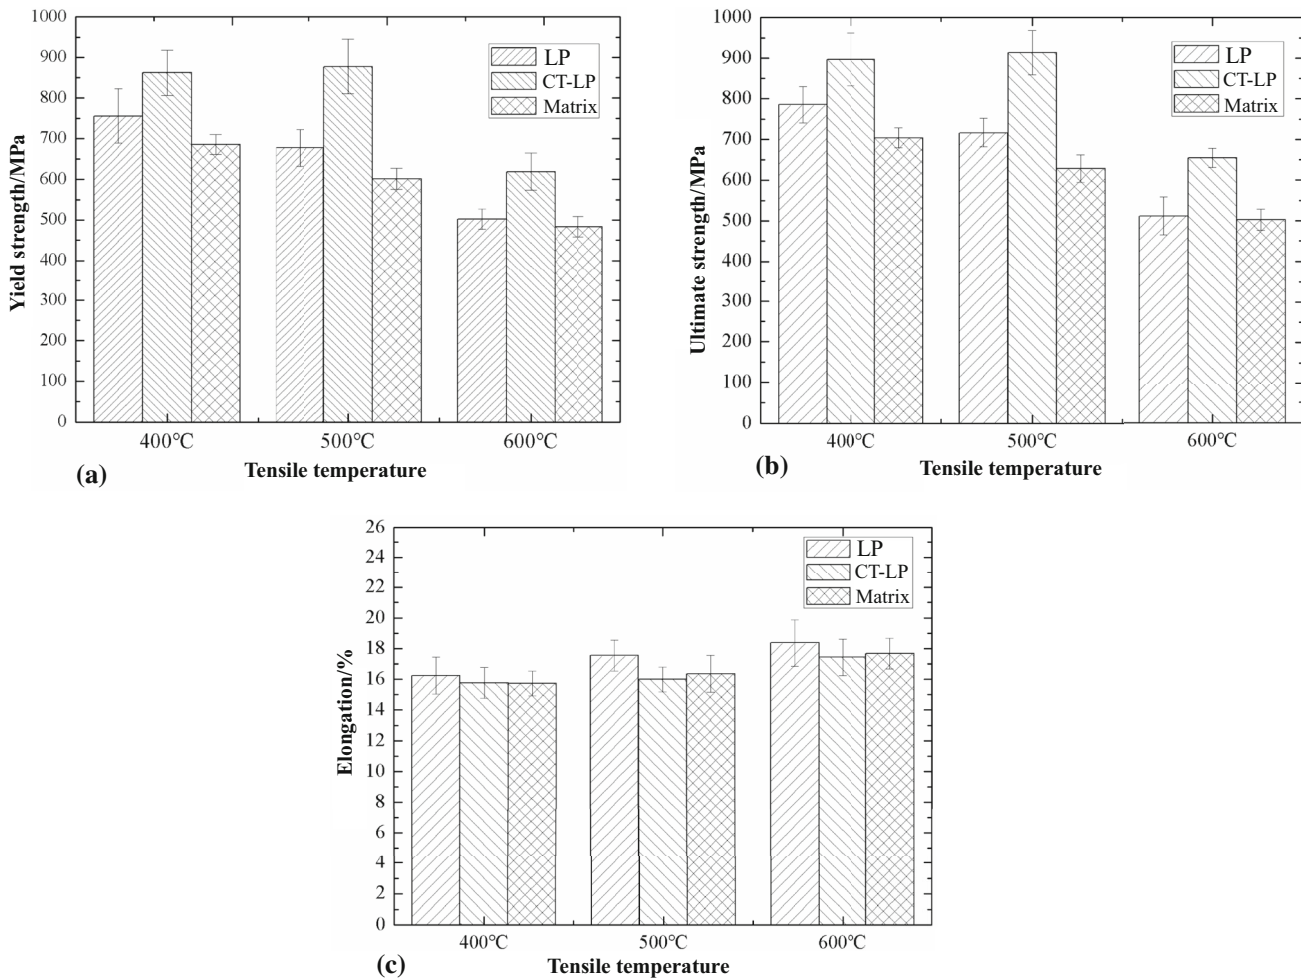 1000
900
800
700
600
500
400
300
200
100
0
Yield strength/MPa
LP
CT-LP
Matrix
400℃ 500℃ 600℃
Tensile temperature
(a)
1000
900
800
700
600
500
400
300
200
100
0
Ultimate strength/MPa
LP
CT-LP
Matrix
400℃ 500℃ 600℃
Tensile temperature
(b)
26
24
22
20
18
16
14
12
10
8
6
4
2
0
Elongation/%
LP
CT-LP
Matrix
400℃ 500℃ 600℃
Tensile temperature
(c)